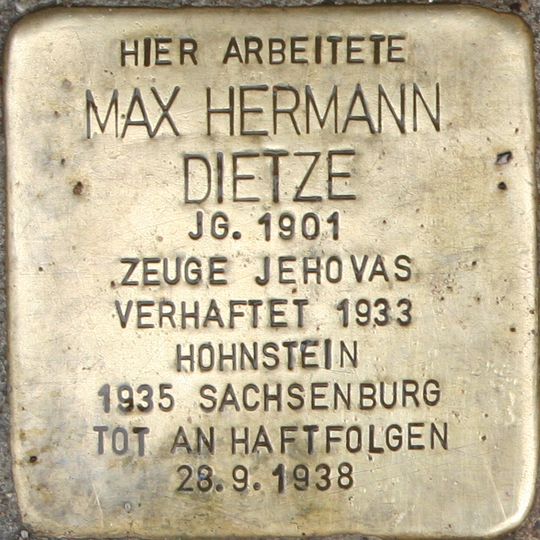 HIER ARBEITETE
MAX HERMANN
DIETZE
JG. 1901
ZEUGE JEHOVAS
VERHAFTET 1933
HOHNSTEIN
1935 SACHSENBURG
TOT AN HAFTFOLGEN
28.9.1938